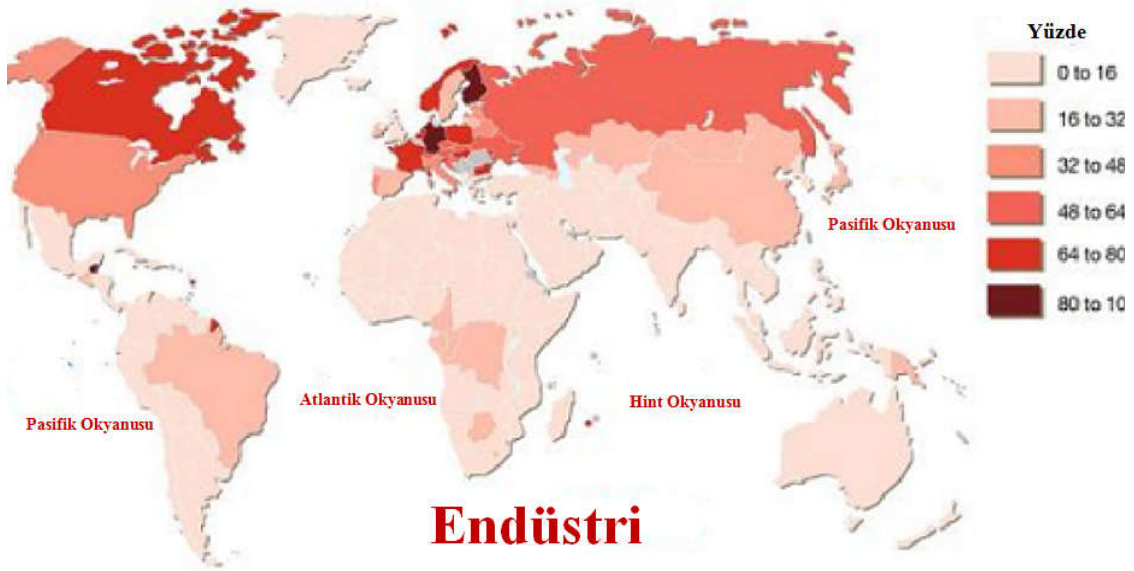 Yüzde
0 to 16
16 to 32
32 to 48
48 to 64
64 to 80
80 to 10
Pasifik Okyanusu
Atlantik Okyanusu
Hint Okyanusu
Pasifik Okyanusu
Endüstri